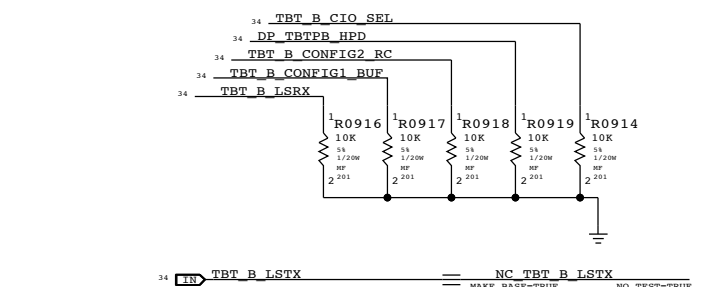 34 TBT_B_CIO_SEL
34 DP_TBTPB_HPD
34 TBT_B_CONFIG2_RC
34 TBT_B_CONFIG1_BUF
34 TBT_B_LSRX
1 R0916 1 R0917 1 R0918 1 R0919 1 R0914
10K 10K 10K 10K 10K
5% 5% 5% 5% 5%
1/20W 1/20W 1/20W 1/20W 1/20W
MF MF MF MF MF
2 201 2 201 2 201 2 201 2 201
34 IN TBT_B_LSTX NC_TBT_B_LSTX
MAKE_BASE=TRUE NO_TEST=TRUE